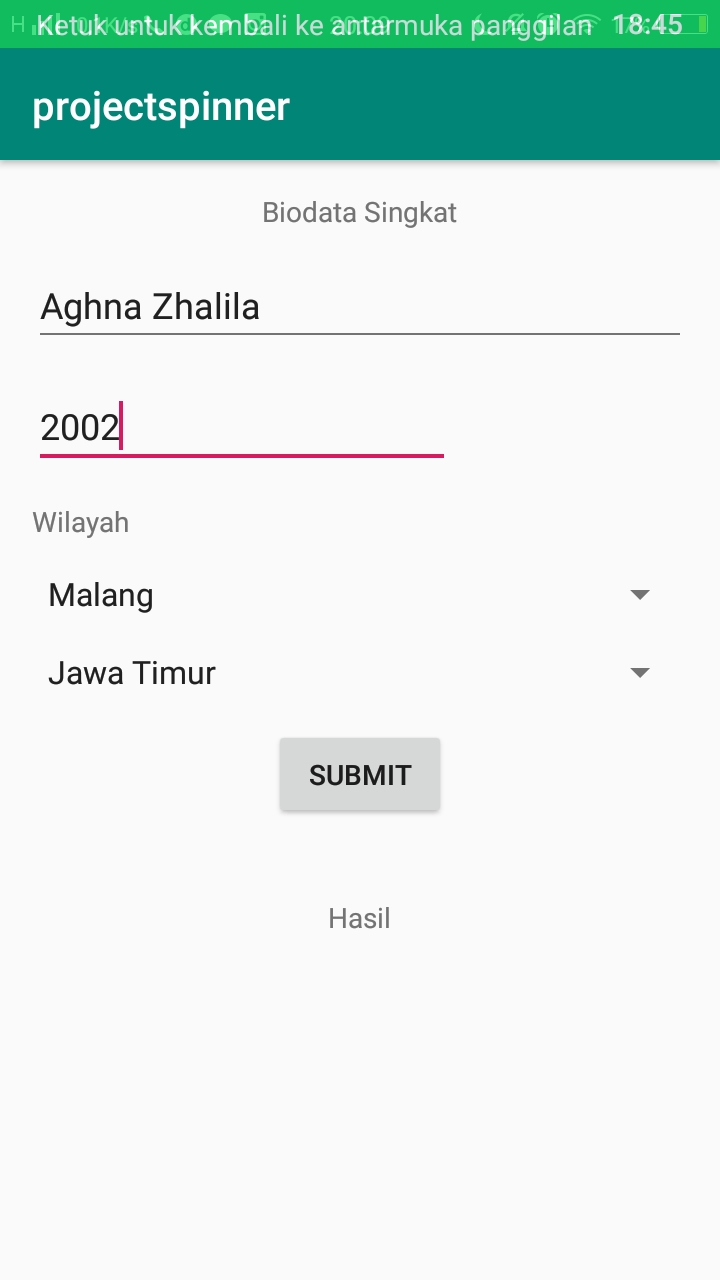 Ketuk untuk kembali ke antarmuka panggilan 18:45
projectspinner
Biodata Singkat
Aghna Zhalila
2002
Wilayah
Malang
Jawa Timur
SUBMIT
Hasil